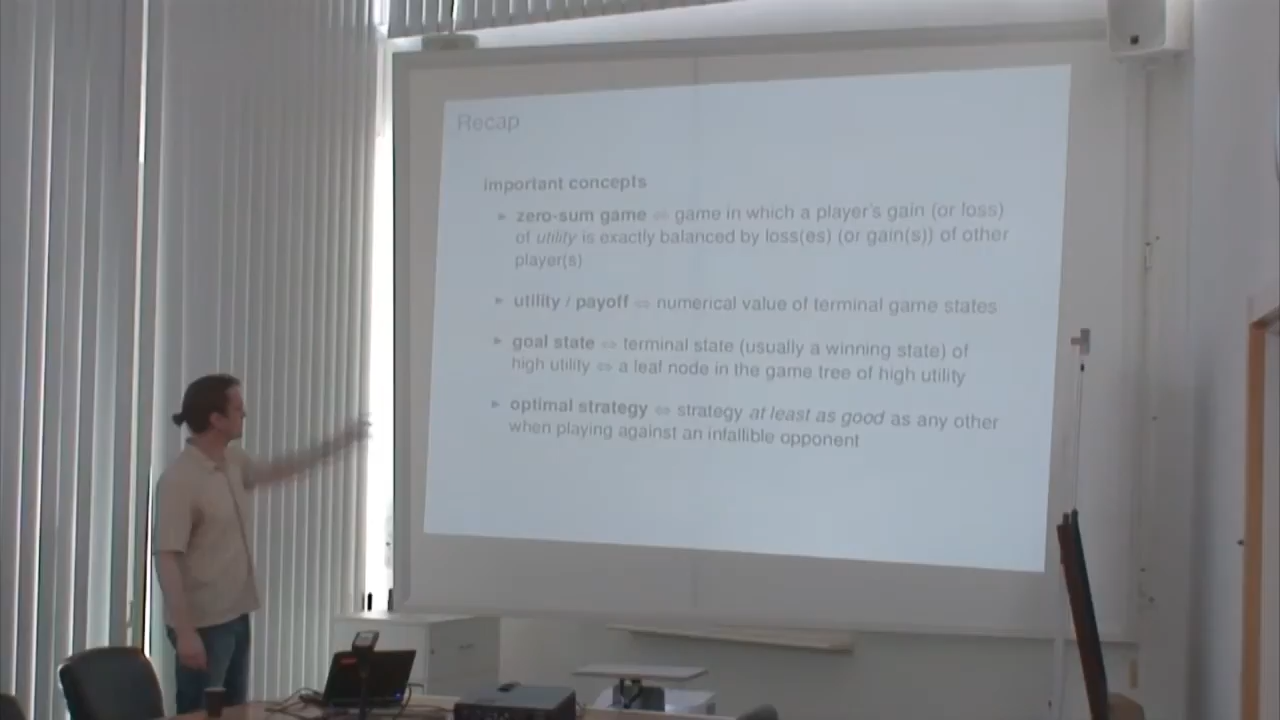 Recap
Important concepts
► zero-sum game ⇔ game in which a player's gain (or loss)
of utility is exactly balanced by loss(es) (or gain(s)) of other
player(s)
► utility / payoff ⇔ numerical value of terminal game states
► goal state ⇔ terminal state (usually a winning state) of
high utility ⇔ a leaf node in the game tree of high utility
► optimal strategy ⇔ strategy at least as good as any other
when playing against an infallible opponent